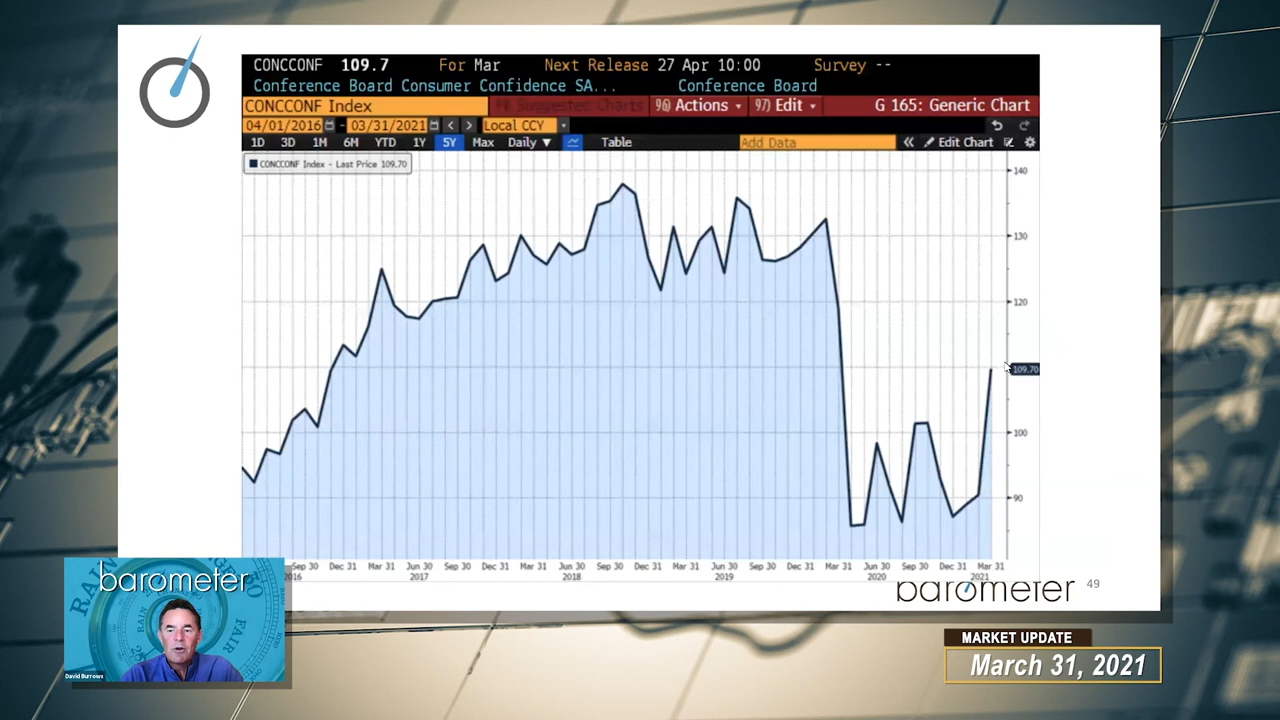 CONCCONF 109.7 For Mar Next Release 27 Apr 10:00 Survey --
Conference Board Consumer Confidence SA... Conference Board
CONCCONF Index 96) Suggested Charts 96) Actions 97) Edit G 165: Generic Chart
04/01/2016 - 03/31/2021 Local CCY
1D 3D 1M 6M YTD 1Y 5Y Max Daily Table Add Data Edit Chart
CONCCONF Index - Last Price 109.70
140
130
120
109.70
100
90
Sep 30 Dec 31 Mar 31 Jun 30 Sep 30 Dec 31 Mar 31 Jun 30 Sep 30 Dec 31 Mar 31 Jun 30 Sep 30 Dec 31 Mar 31 Jun 30 Sep 30 Dec 31 Mar 31
2016 2017 2018 2019 2020 2021
barometer 49
barometer
RAIN
FAIR
David Burrows
MARKET UPDATE
March 31, 2021